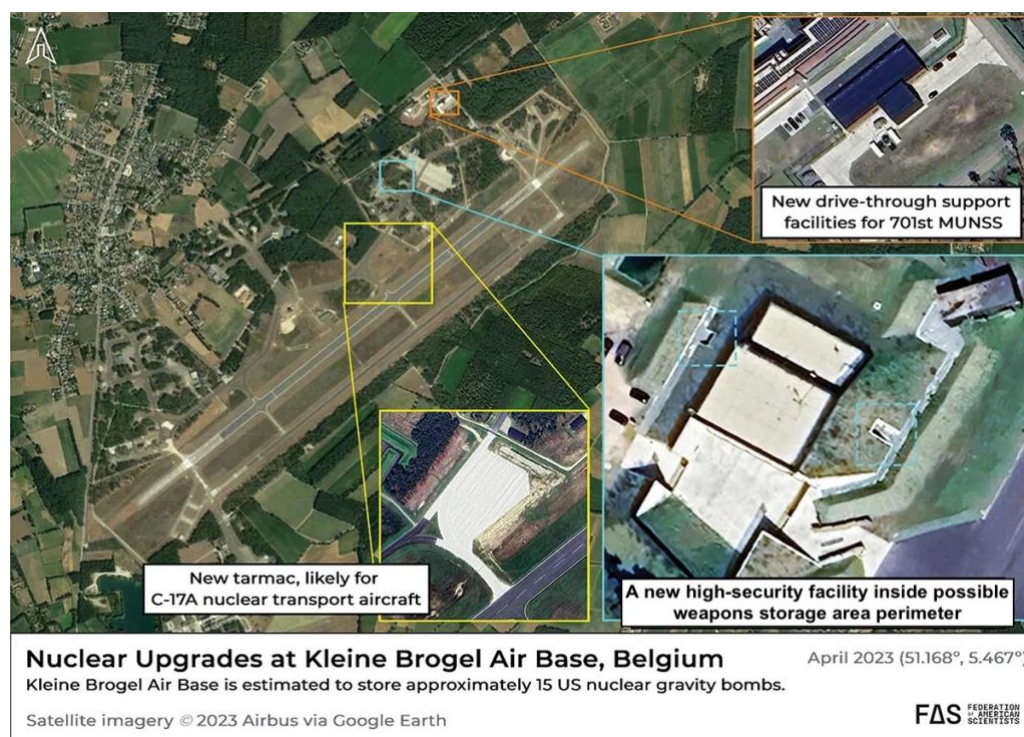 New drive-through support
facilities for 701st MUNSS
New tarmac, likely for
C-17A nuclear transport aircraft
A new high-security facility inside possible
weapons storage area perimeter
Nuclear Upgrades at Kleine Brogel Air Base, Belgium
April 2023 (51.168°, 5.467°)
Kleine Brogel Air Base is estimated to store approximately 15 US nuclear gravity bombs.
Satellite imagery © 2023 Airbus via Google Earth
FAS FEDERATION
OF AMERICAN
SCIENTISTS